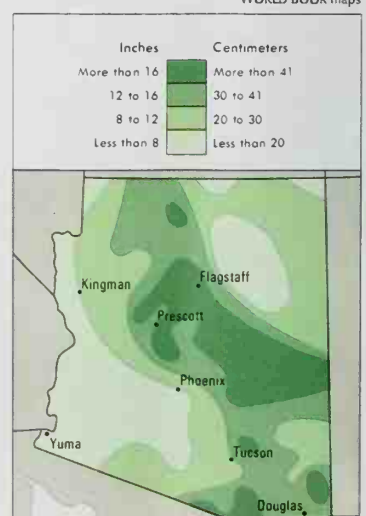 WORLD BOOK maps
Inches Centimeters
More than 16 More than 41
12 to 16 30 to 41
8 to 12 20 to 30
Less than 8 Less than 20
Kingman
Flagstaff
Prescott
Phoenix
Yuma
Tucson
Douglas